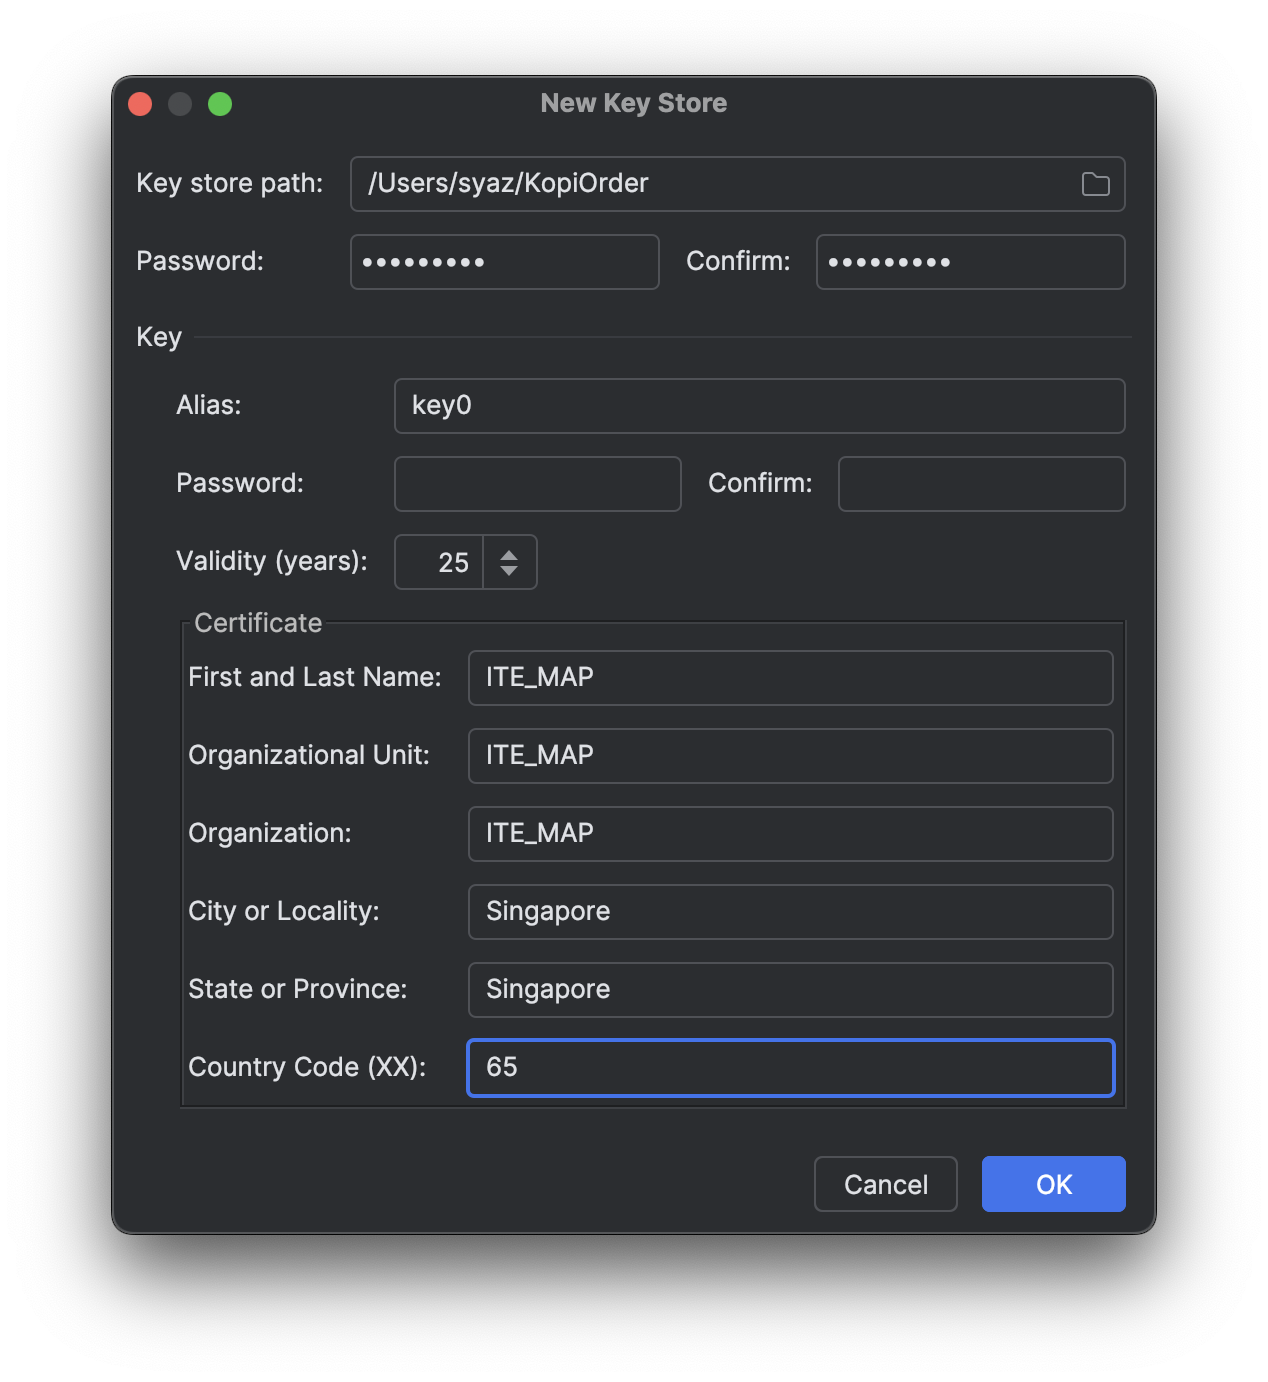 New Key Store
Key store path: /Users/syaz/KopiOrder
Password: ••••••••• Confirm: •••••••••
Key
Alias: key0
Password: Confirm:
Validity (years): 25
Certificate
First and Last Name: ITE_MAP
Organizational Unit: ITE_MAP
Organization: ITE_MAP
City or Locality: Singapore
State or Province: Singapore
Country Code (XX): 65
Cancel OK